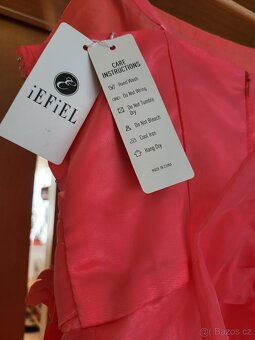 E
iEFiEL
CARE
INSTRUCTIONS
Hand Wash
Do Not Wring
Do Not Tumble
Dry
Do Not Bleach
Cool Iron
Hang Dry
MADE IN CHINA
© Bazos.cz